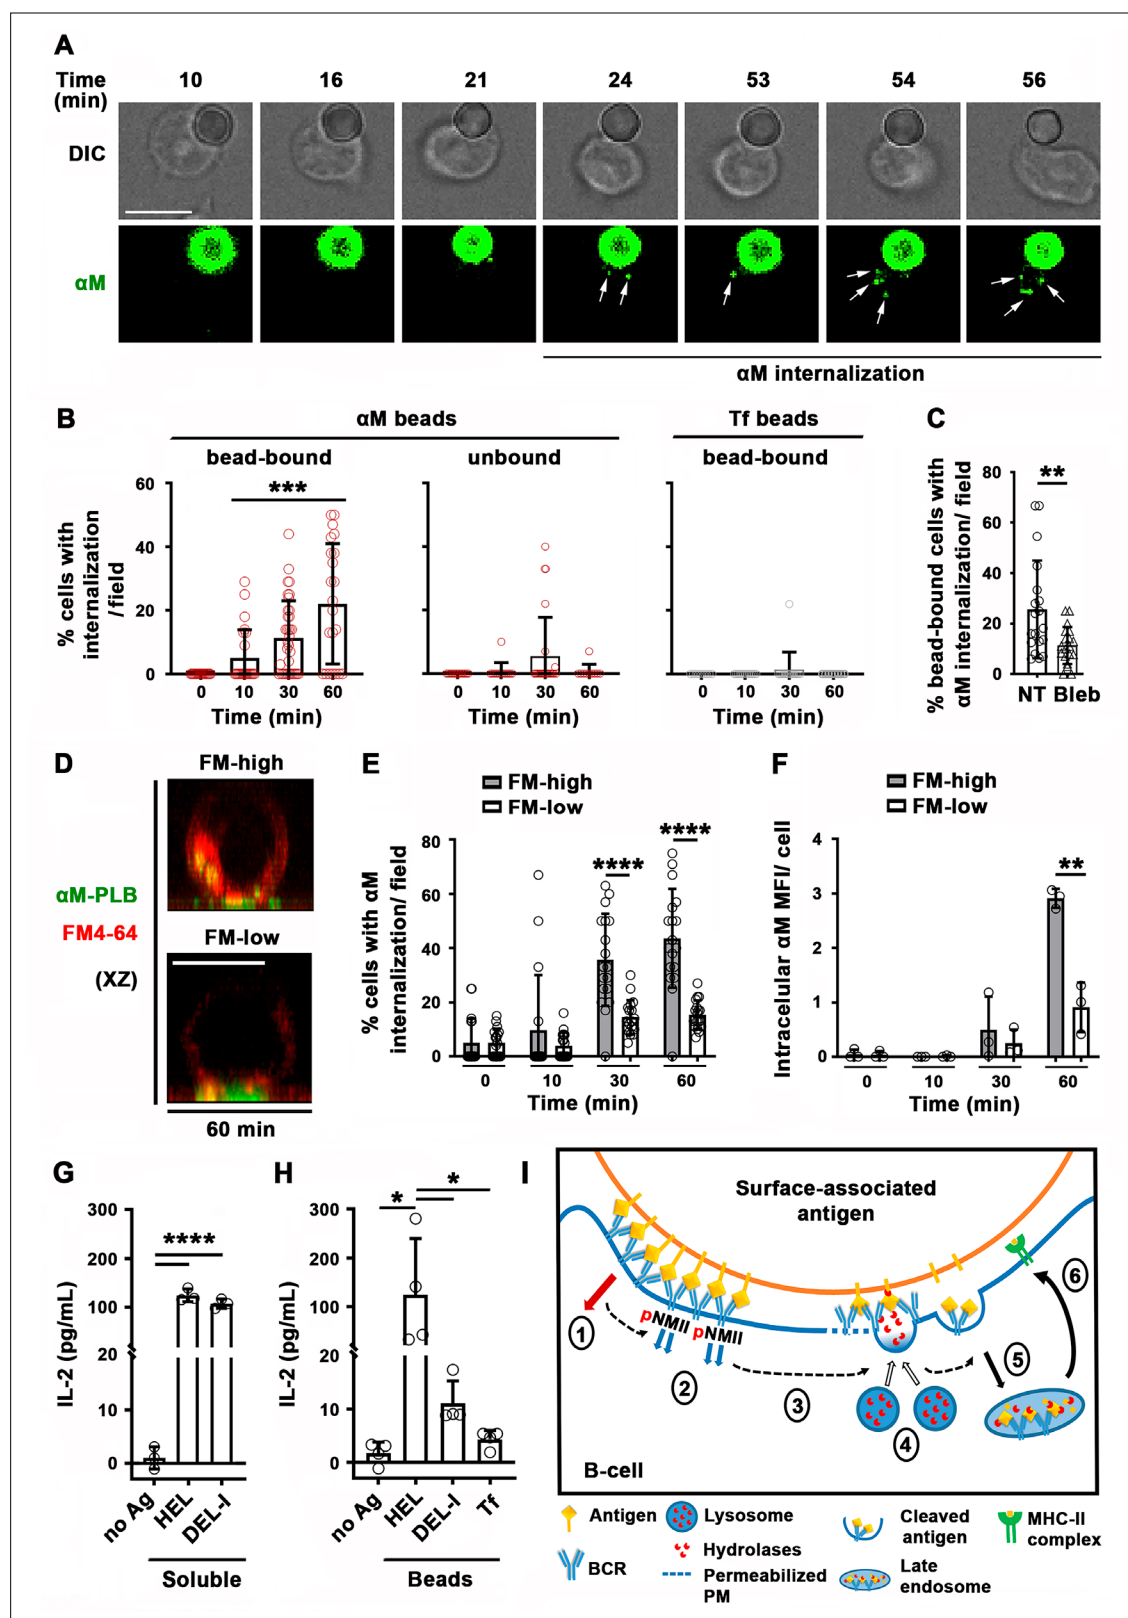 A
Time (min) 10 16 21 24 53 54 56
DIC
αM
αM internalization
B
αM beads
Tf beads
bead-bound
unbound
bead-bound
% cells with internalization /field
60
40
20
0
0 10 30 60
Time (min)
0 10 30 60
Time (min)
0 10 30 60
Time (min)
***
C
% bead-bound cells with αM internalization/ field
80
60
40
20
0
**
NT Bleb
D
FM-high
αM-PLB
FM4-64
FM-low
(XZ)
60 min
E
FM-high
FM-low
% cells with αM internalization/ field
80
60
40
20
0
****
****
0 10 30 60
Time (min)
F
FM-high
FM-low
Intracelular αM MFI/ cell
4
3
2
1
0
**
0 10 30 60
Time (min)
G
IL-2 (pg/mL)
300
200
100
20
10
0
****
no Ag HEL DEL-I
Soluble
H
IL-2 (pg/mL)
300
200
100
20
10
0
*
*
no Ag HEL DEL-I Tf
Beads
I
Surface-associated
antigen
pNMII pNMII
1
2
3
4
5
6
B-cell
Antigen
BCR
Lysosome
Hydrolases
Permeabilized
PM
Cleaved
antigen
Late
endosome
MHC-II
complex